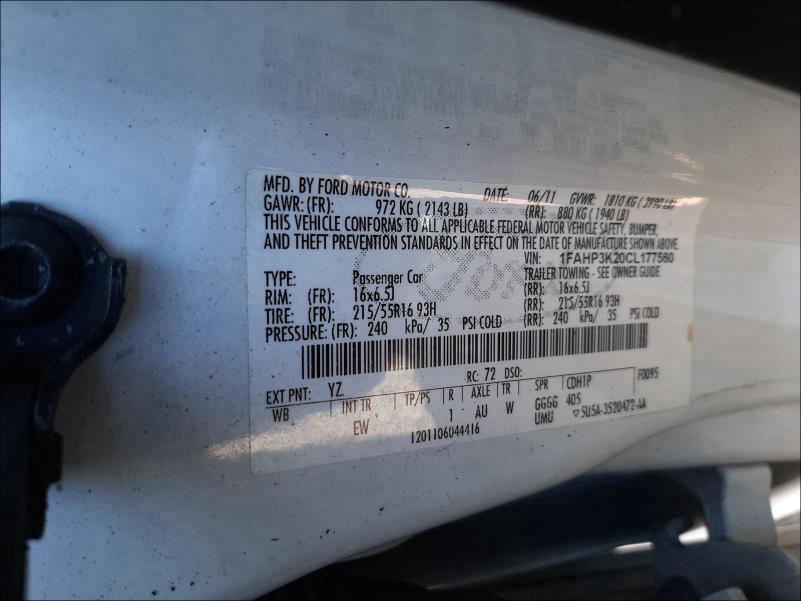 MFD. BY FORD MOTOR CO. DATE: 06/11 GVWR: 1810 KG ( 3990 LB)
GAWR: (FR): 972 KG ( 2143 LB) (RR): 880 KG ( 1940 LB)
THIS VEHICLE CONFORMS TO ALL APPLICABLE FEDERAL MOTOR VEHICLE SAFETY, BUMPER,
AND THEFT PREVENTION STANDARDS IN EFFECT ON THE DATE OF MANUFACTURE SHOWN ABOVE.
VIN: 1FAHP3K20CL177560
TYPE: Passenger Car TRAILER TOWING - SEE OWNER GUIDE
RIM: (FR): 16x6.5J (RR): 16x6.5J
TIRE: (FR): 215/55R16 93H (RR): 215/55R16 93H
PRESSURE: (FR): 240 kPa/ 35 PSI COLD (RR): 240 kPa/ 35 PSI COLD
RC: 72 DSO: F0095
EXT PNT: YZ
WB INT TR TP/PS R AXLE TR SPR CDH1P
EW 1 AU W GGGG 405
1201106044416 UMU ▽5U5A-3520472-AA